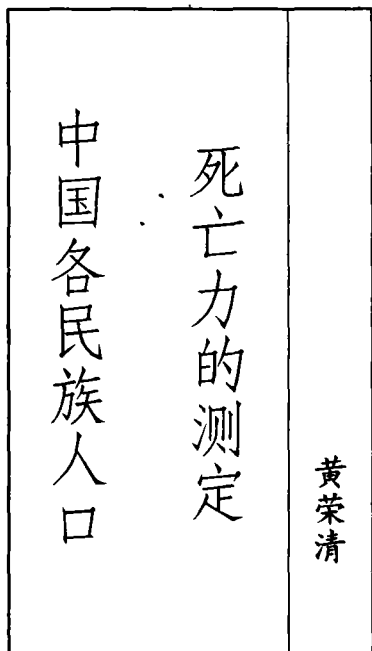 中国各民族人口
死亡力的测定
黄荣清